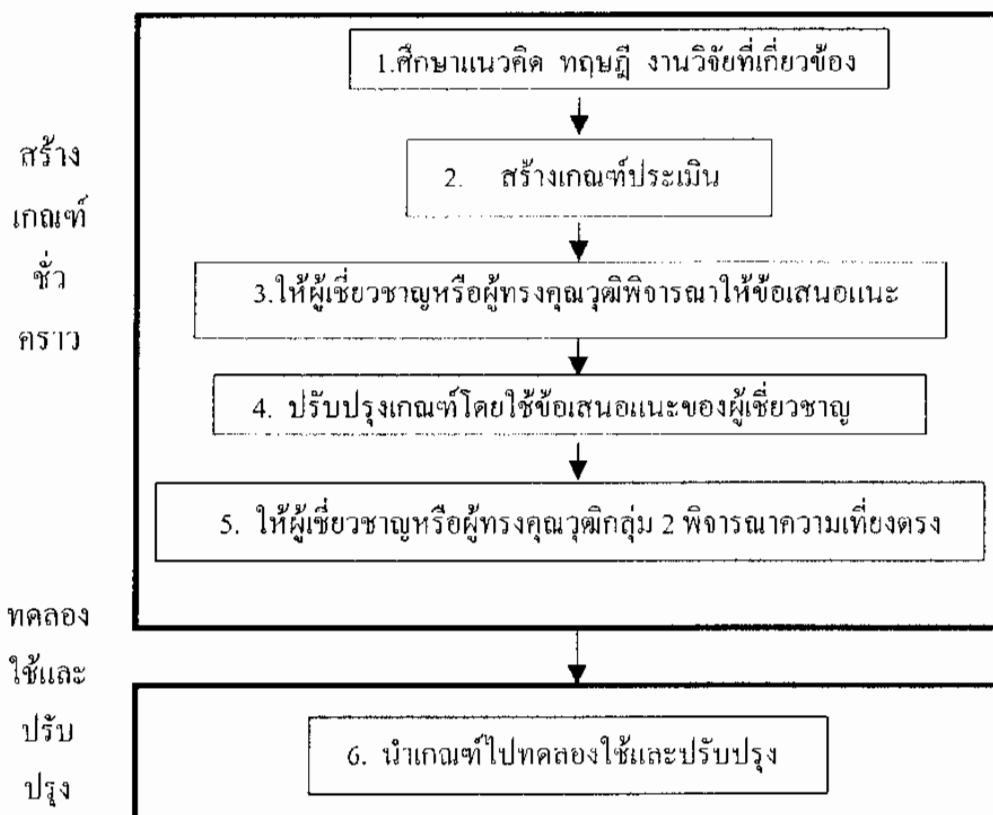 สร้าง
เกณฑ์
ชั่ว
คราว
1.ศึกษาแนวคิด ทฤษฎี งานวิจัยที่เกี่ยวข้อง
2. สร้างเกณฑ์ประเมิน
3.ให้ผู้เชี่ยวชาญหรือผู้ทรงคุณวุฒิพิจารณาให้ข้อเสนอแนะ
4. ปรับปรุงเกณฑ์โดยใช้ข้อเสนอแนะของผู้เชี่ยวชาญ
5. ให้ผู้เชี่ยวชาญหรือผู้ทรงคุณวุฒิกลุ่ม 2 พิจารณาความเที่ยงตรง
ทดลอง
ใช้และ
ปรับ
ปรุง
6. นำเกณฑ์ไปทดลองใช้และปรับปรุง